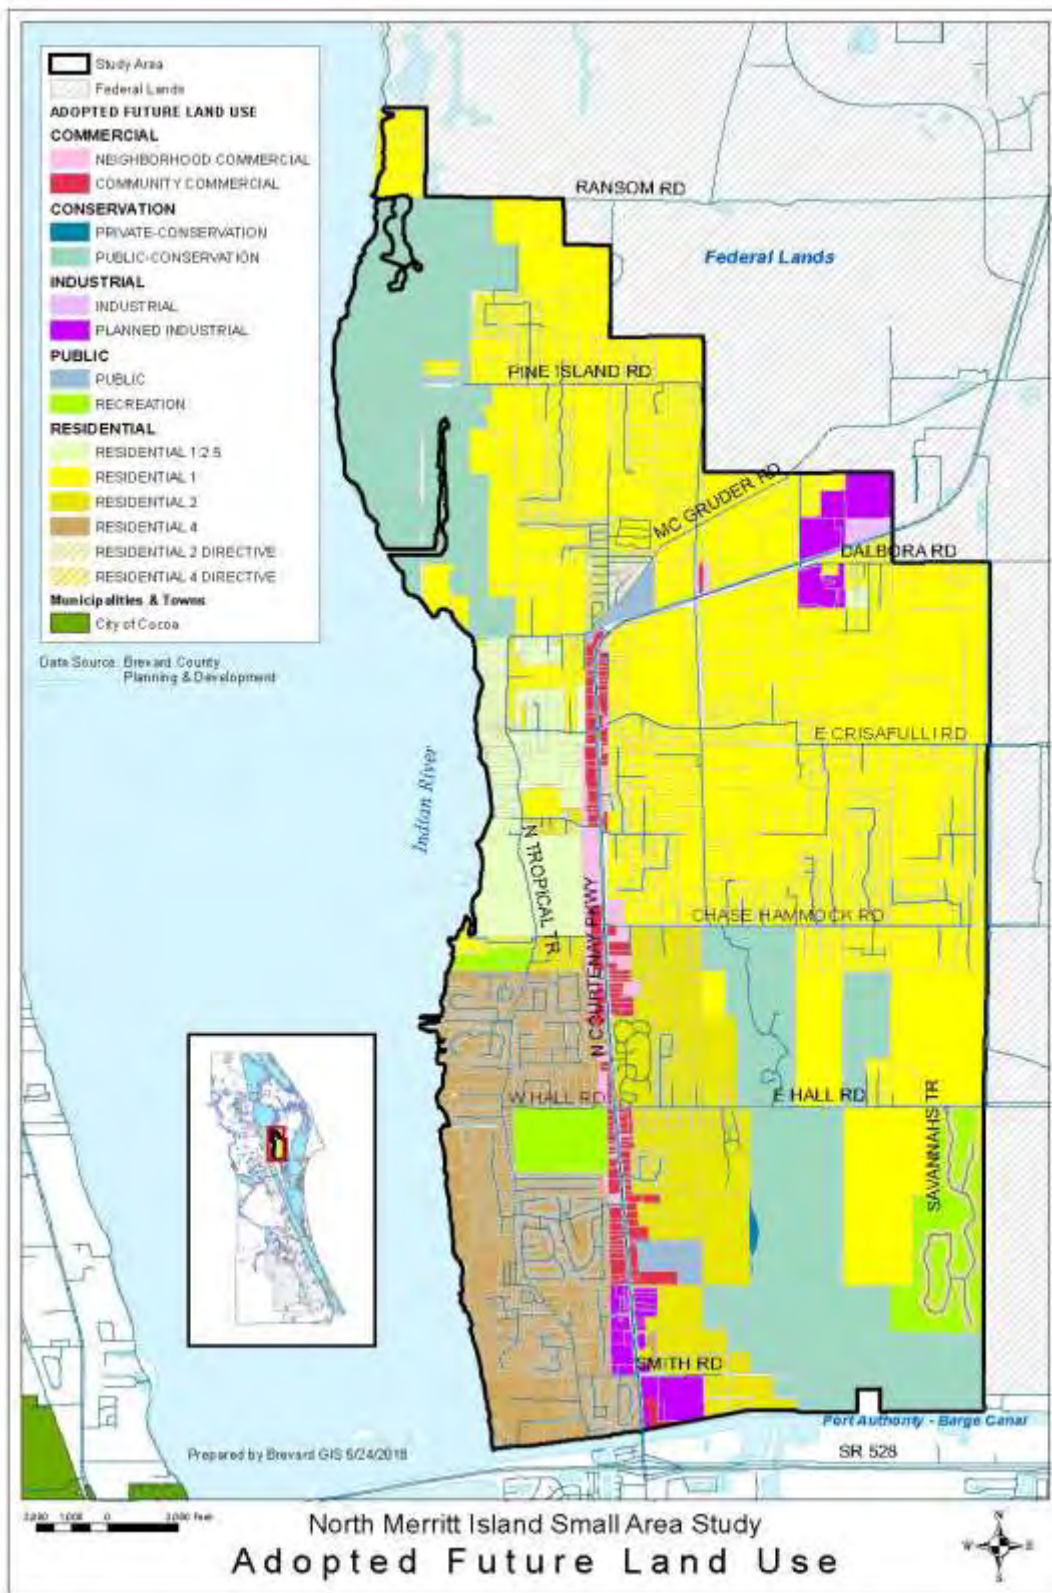 Study Area
Federal Lands
ADOPTED FUTURE LAND USE
COMMERCIAL
NEIGHBORHOOD COMMERCIAL
COMMUNITY COMMERCIAL
CONSERVATION
PRIVATE-CONSERVATION
PUBLIC-CONSERVATION
INDUSTRIAL
INDUSTRIAL
PLANNED INDUSTRIAL
PUBLIC
PUBLIC
RECREATION
RESIDENTIAL
RESIDENTIAL 1:2.5
RESIDENTIAL 1
RESIDENTIAL 2
RESIDENTIAL 4
RESIDENTIAL 2 DIRECTIVE
RESIDENTIAL 4 DIRECTIVE
Municipalities & Towns
City of Cocoa
Data Source: Brevard County
Planning & Development
RANSOM RD
Federal Lands
PINE ISLAND RD
MC GRUDER RD
DALBORA RD
E CRISAFULLI RD
Indian River
N TROPICAL TR
N COURTENAY PKWY
CHASE HAMMOCK RD
W HALL RD
E HALL RD
SAVANNAHS TR
SMITH RD
Port Authority - Barge Canal
SR 528
Prepared by Brevard GIS 5/24/2018
1,000 0
North Merritt Island Small Area Study
Adopted Future Land Use
N
W E
S